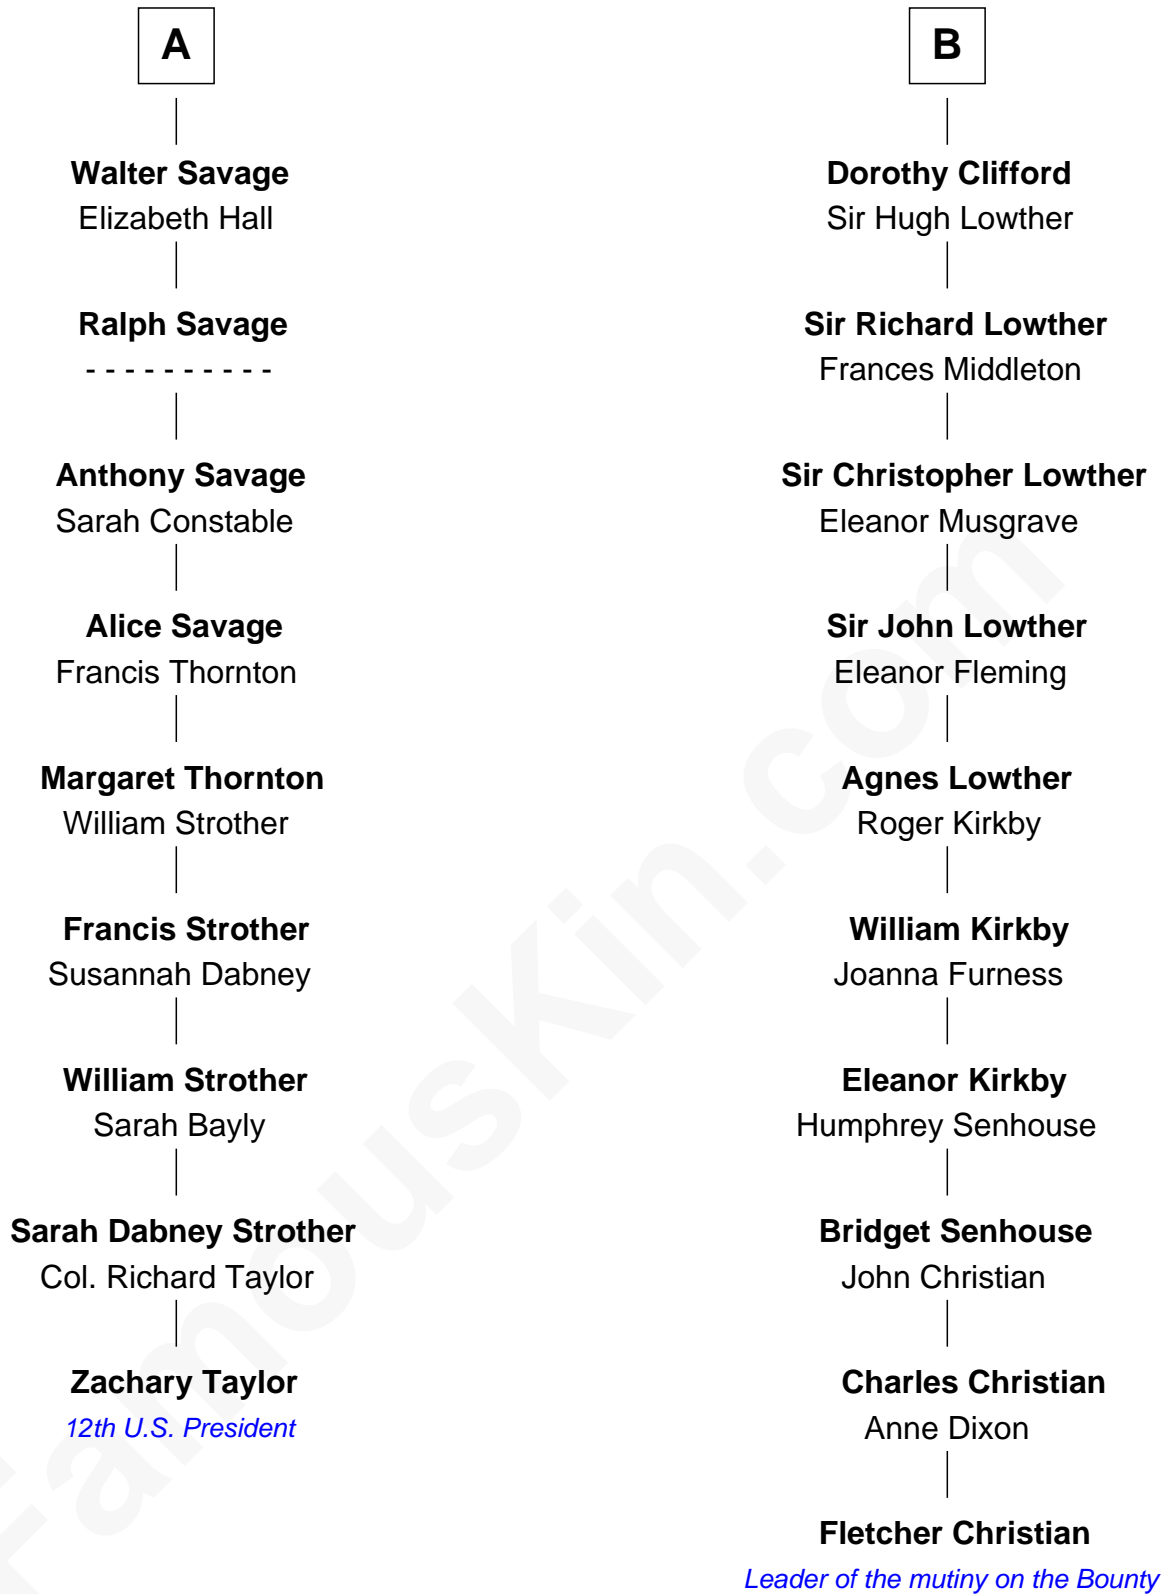 A
Walter Savage
Elizabeth Hall
Ralph Savage
- - - - - - - - - -
Anthony Savage
Sarah Constable
Alice Savage
Francis Thornton
Margaret Thornton
William Strother
Francis Strother
Susannah Dabney
William Strother
Sarah Bayly
Sarah Dabney Strother
Col. Richard Taylor
Zachary Taylor
12th U.S. President
B
Dorothy Clifford
Sir Hugh Lowther
Sir Richard Lowther
Frances Middleton
Sir Christopher Lowther
Eleanor Musgrave
Sir John Lowther
Eleanor Fleming
Agnes Lowther
Roger Kirkby
William Kirkby
Joanna Furness
Eleanor Kirkby
Humphrey Senhouse
Bridget Senhouse
John Christian
Charles Christian
Anne Dixon
Fletcher Christian
Leader of the mutiny on the Bounty
FamousKin.com